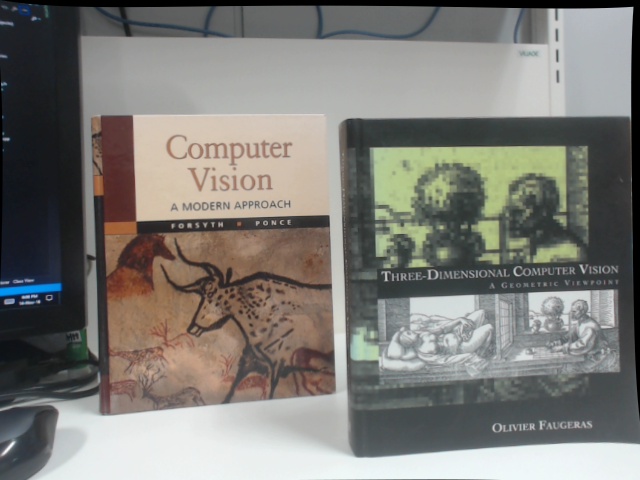 Computer
Vision
A MODERN APPROACH
FORSYTH PONCE
THREE-DIMENSIONAL COMPUTER VISION
A GEOMETRIC VIEWPOINT
OLIVIER FAUGERAS